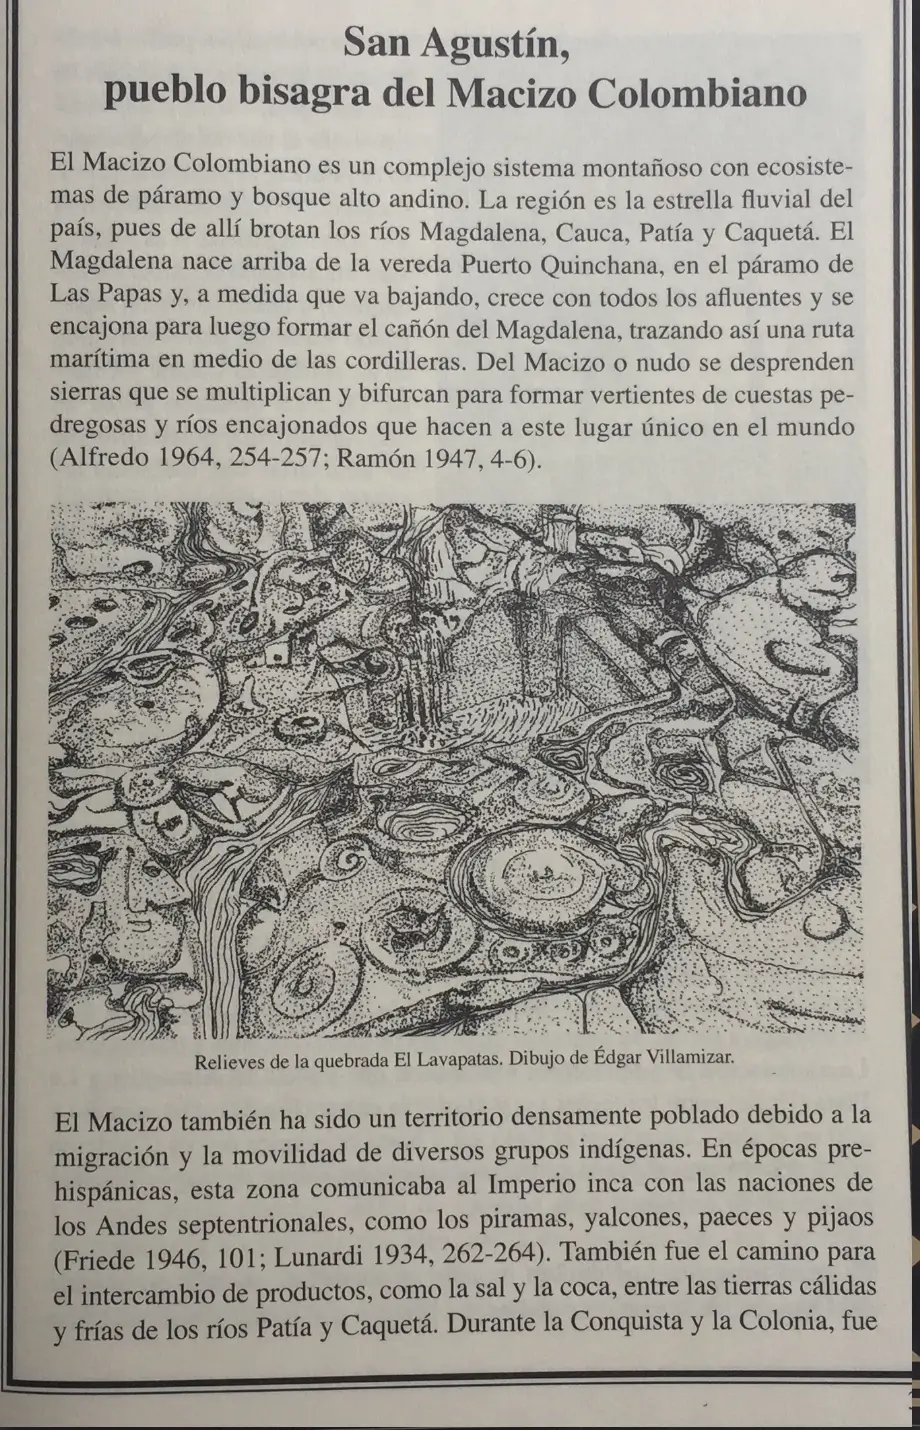 San Agustín,
pueblo bisagra del Macizo Colombiano
El Macizo Colombiano es un complejo sistema montañoso con ecosiste-
mas de páramo y bosque alto andino. La región es la estrella fluvial del
país, pues de allí brotan los ríos Magdalena, Cauca, Patía y Caquetá. El
Magdalena nace arriba de la vereda Puerto Quinchana, en el páramo de
Las Papas y, a medida que va bajando, crece con todos los afluentes y se
encajona para luego formar el cañón del Magdalena, trazando así una ruta
marítima en medio de las cordilleras. Del Macizo o nudo se desprenden
sierras que se multiplican y bifurcan para formar vertientes de cuestas pe-
dregosas y ríos encajonados que hacen a este lugar único en el mundo
(Alfredo 1964, 254-257; Ramón 1947, 4-6).
Relieves de la quebrada El Lavapatas. Dibujo de Édgar Villamizar.
El Macizo también ha sido un territorio densamente poblado debido a la
migración y la movilidad de diversos grupos indígenas. En épocas pre-
hispánicas, esta zona comunicaba al Imperio inca con las naciones de
los Andes septentrionales, como los piramas, yalcones, paeces y pijaos
(Friede 1946, 101; Lunardi 1934, 262-264). También fue el camino para
el intercambio de productos, como la sal y la coca, entre las tierras cálidas
y frías de los ríos Patía y Caquetá. Durante la Conquista y la Colonia, fue